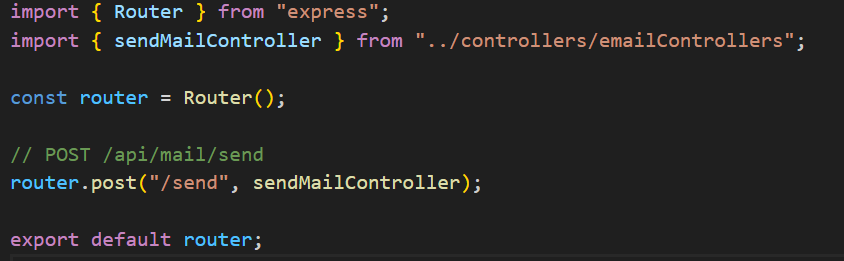 import { Router } from "express";
import { sendMailController } from "../controllers/emailControllers";
const router = Router();
// POST /api/mail/send
router.post("/send", sendMailController);
export default router;